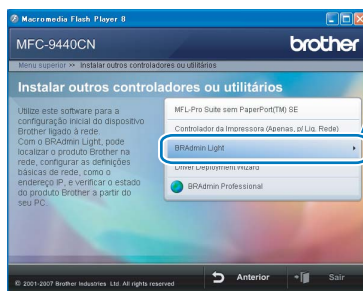 Macromedia Flash Player 8
MFC-9440CN
brother
Menu superior >> Instalar outros controladores ou utilitários
Instalar outros controladores ou utilitários
Utilize este software para a
configuração inicial do dispositivo
Brother ligado à rede.
Com o BRAdmin Light, pode
localizar o produto Brother na
rede, configurar as definições
básicas de rede, como o
endereço IP, e verificar o estado
do produto Brother a partir do
seu PC.
MFL-Pro Suite sem PaperPort(TM) SE
Controlador da Impressora (Apenas, p/ Lig. Rede)
BRAdmin Light
Driver Deployment Wizard
BRAdmin Professional
© 2001-2007 Brother Industries Ltd. All rights reserved
Anterior
Sair